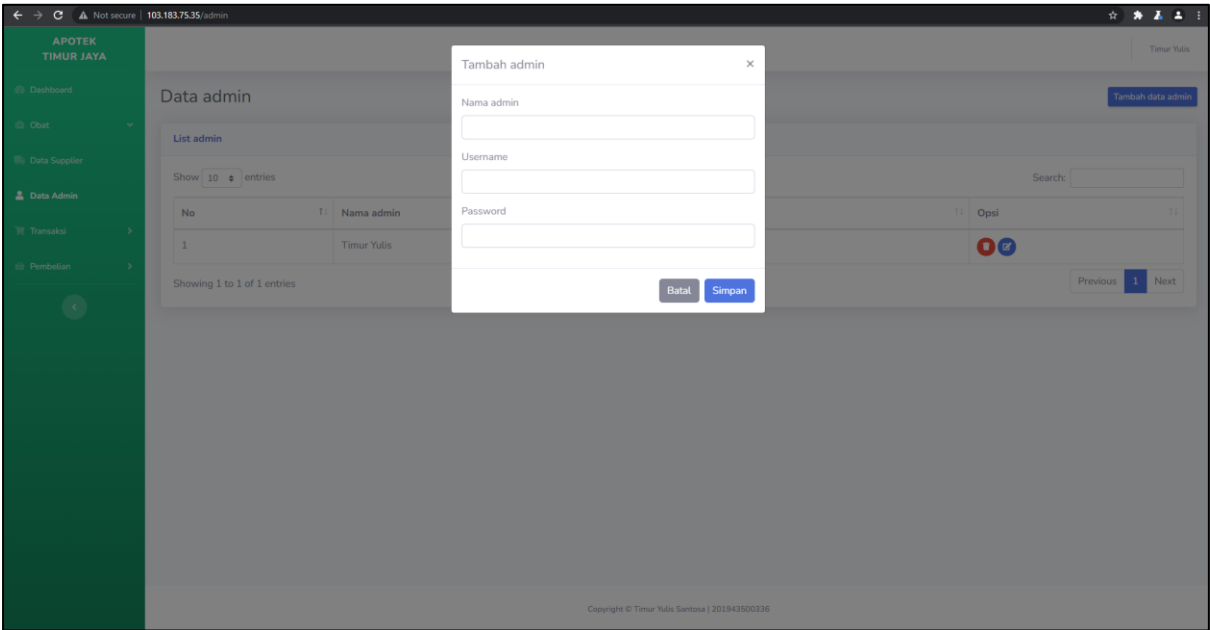 Not secure | 103.183.75.35/admin
APOTEK
TIMUR JAYA
Timur Yulis
Dashboard
Obat
Data Supplier
Data Admin
Transaksi
Pembelian
Data admin
Tambah data admin
List admin
Show 10 entries
Search:
No
Nama admin
Opsi
1
Timur Yulis
Showing 1 to 1 of 1 entries
Previous 1 Next
Tambah admin ×
Nama admin
Username
Password
Batal Simpan
Copyright © Timur Yulis Santosa | 201943500336